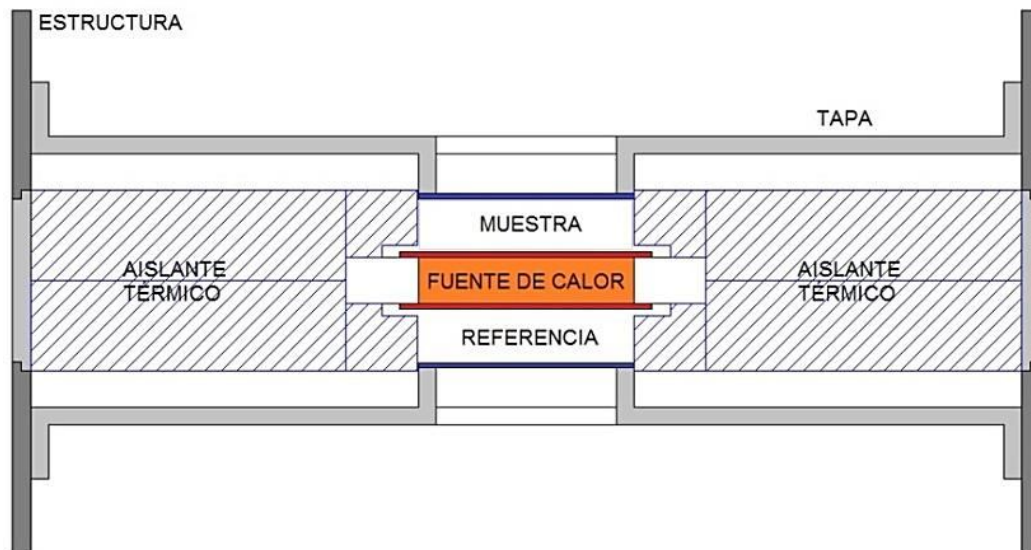 ESTRUCTURA
TAPA
MUESTRA
AISLANTE
TÉRMICO
FUENTE DE CALOR
AISLANTE
TÉRMICO
REFERENCIA